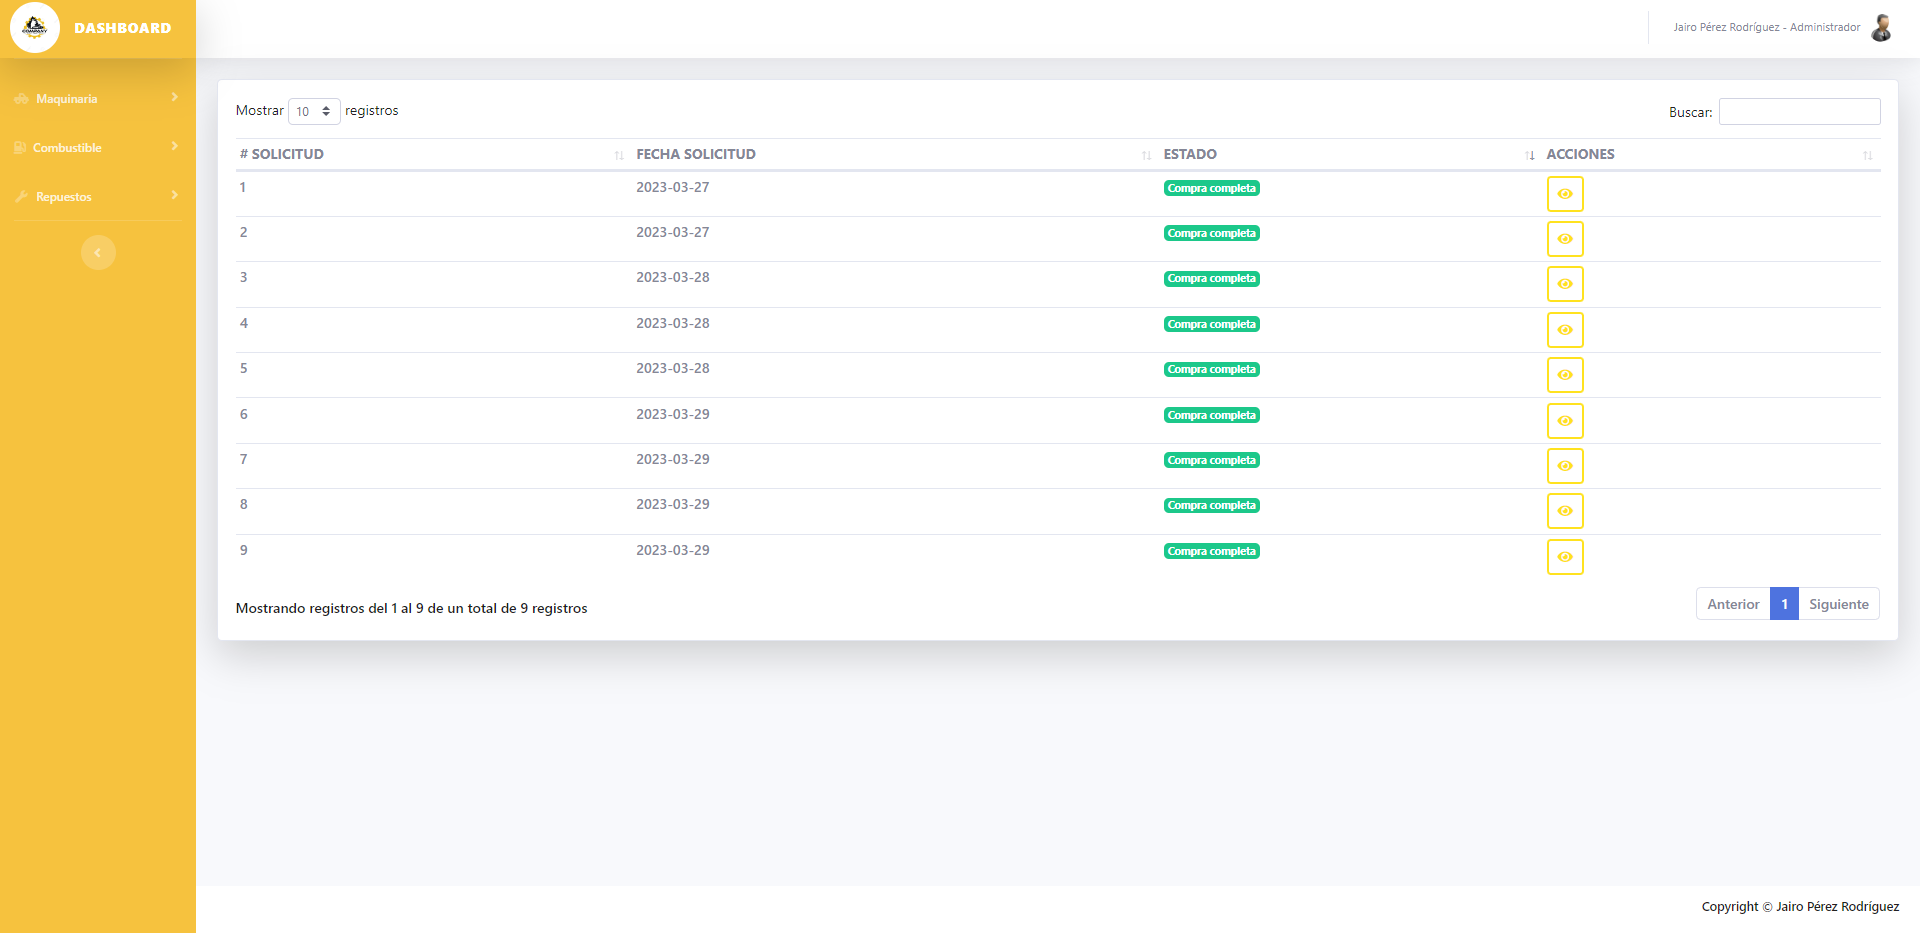 COMPANY
DASHBOARD
Jairo Pérez Rodríguez - Administrador
Maquinaria
Combustible
Repuestos
Mostrar 10 registros
Buscar:
# SOLICITUD FECHA SOLICITUD ESTADO ACCIONES
1 2023-03-27 Compra completa
2 2023-03-27 Compra completa
3 2023-03-28 Compra completa
4 2023-03-28 Compra completa
5 2023-03-28 Compra completa
6 2023-03-29 Compra completa
7 2023-03-29 Compra completa
8 2023-03-29 Compra completa
9 2023-03-29 Compra completa
Mostrando registros del 1 al 9 de un total de 9 registros
Anterior 1 Siguiente
Copyright © Jairo Pérez Rodríguez